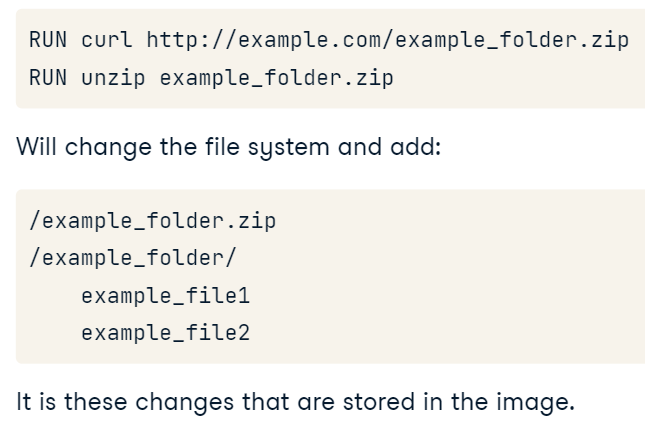 RUN curl http://example.com/example_folder.zip
RUN unzip example_folder.zip
Will change the file system and add:
/example_folder.zip
/example_folder/
    example_file1
    example_file2
It is these changes that are stored in the image.